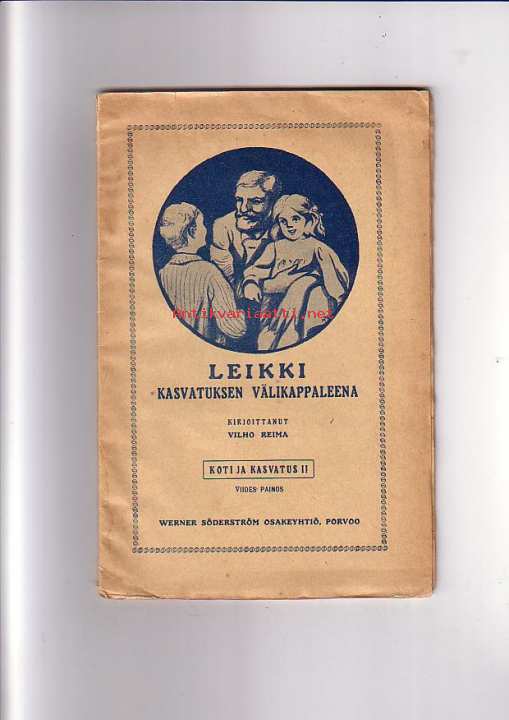 Antikvariaatti.net
LEIKKI
KASVATUKSEN VÄLIKAPPALEENA
KIRJOITTANUT
VILHO REIMA
KOTI JA KASVATUS II
VIIDES PAINOS
WERNER SÖDERSTRÖM OSAKEYHTIÖ, PORVOO